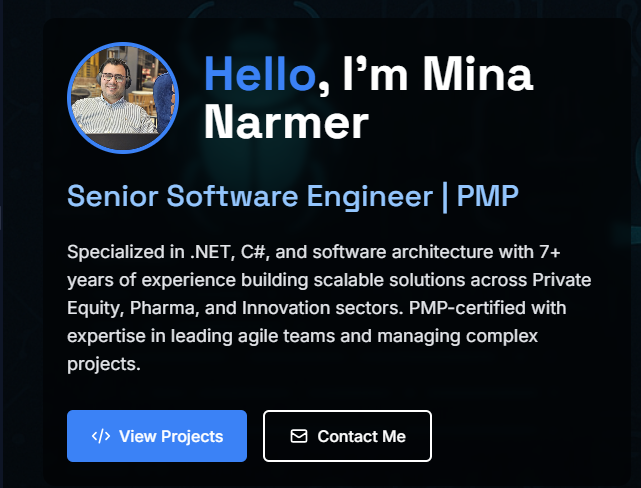 Hello, I'm Mina
Narmer
Senior Software Engineer | PMP
Specialized in .NET, C#, and software architecture with 7+
years of experience building scalable solutions across Private
Equity, Pharma, and Innovation sectors. PMP-certified with
expertise in leading agile teams and managing complex
projects.
View Projects
Contact Me